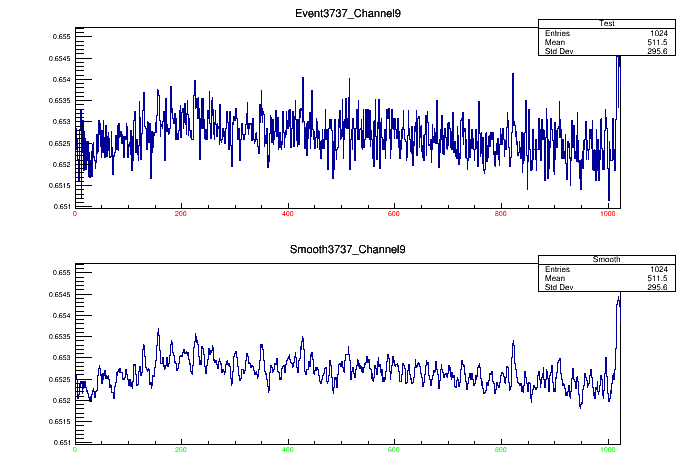 Event3737_Channel9
Test
Entries 1024
Mean 511.5
Std Dev 295.6
0.655
0.6545
0.654
0.6535
0.653
0.6525
0.652
0.6515
0.651
0 200 400 600 800 1000
Smooth3737_Channel9
Smooth
Entries 1024
Mean 511.5
Std Dev 295.6
0.655
0.6545
0.654
0.6535
0.653
0.6525
0.652
0.6515
0.651
0 200 400 600 800 1000